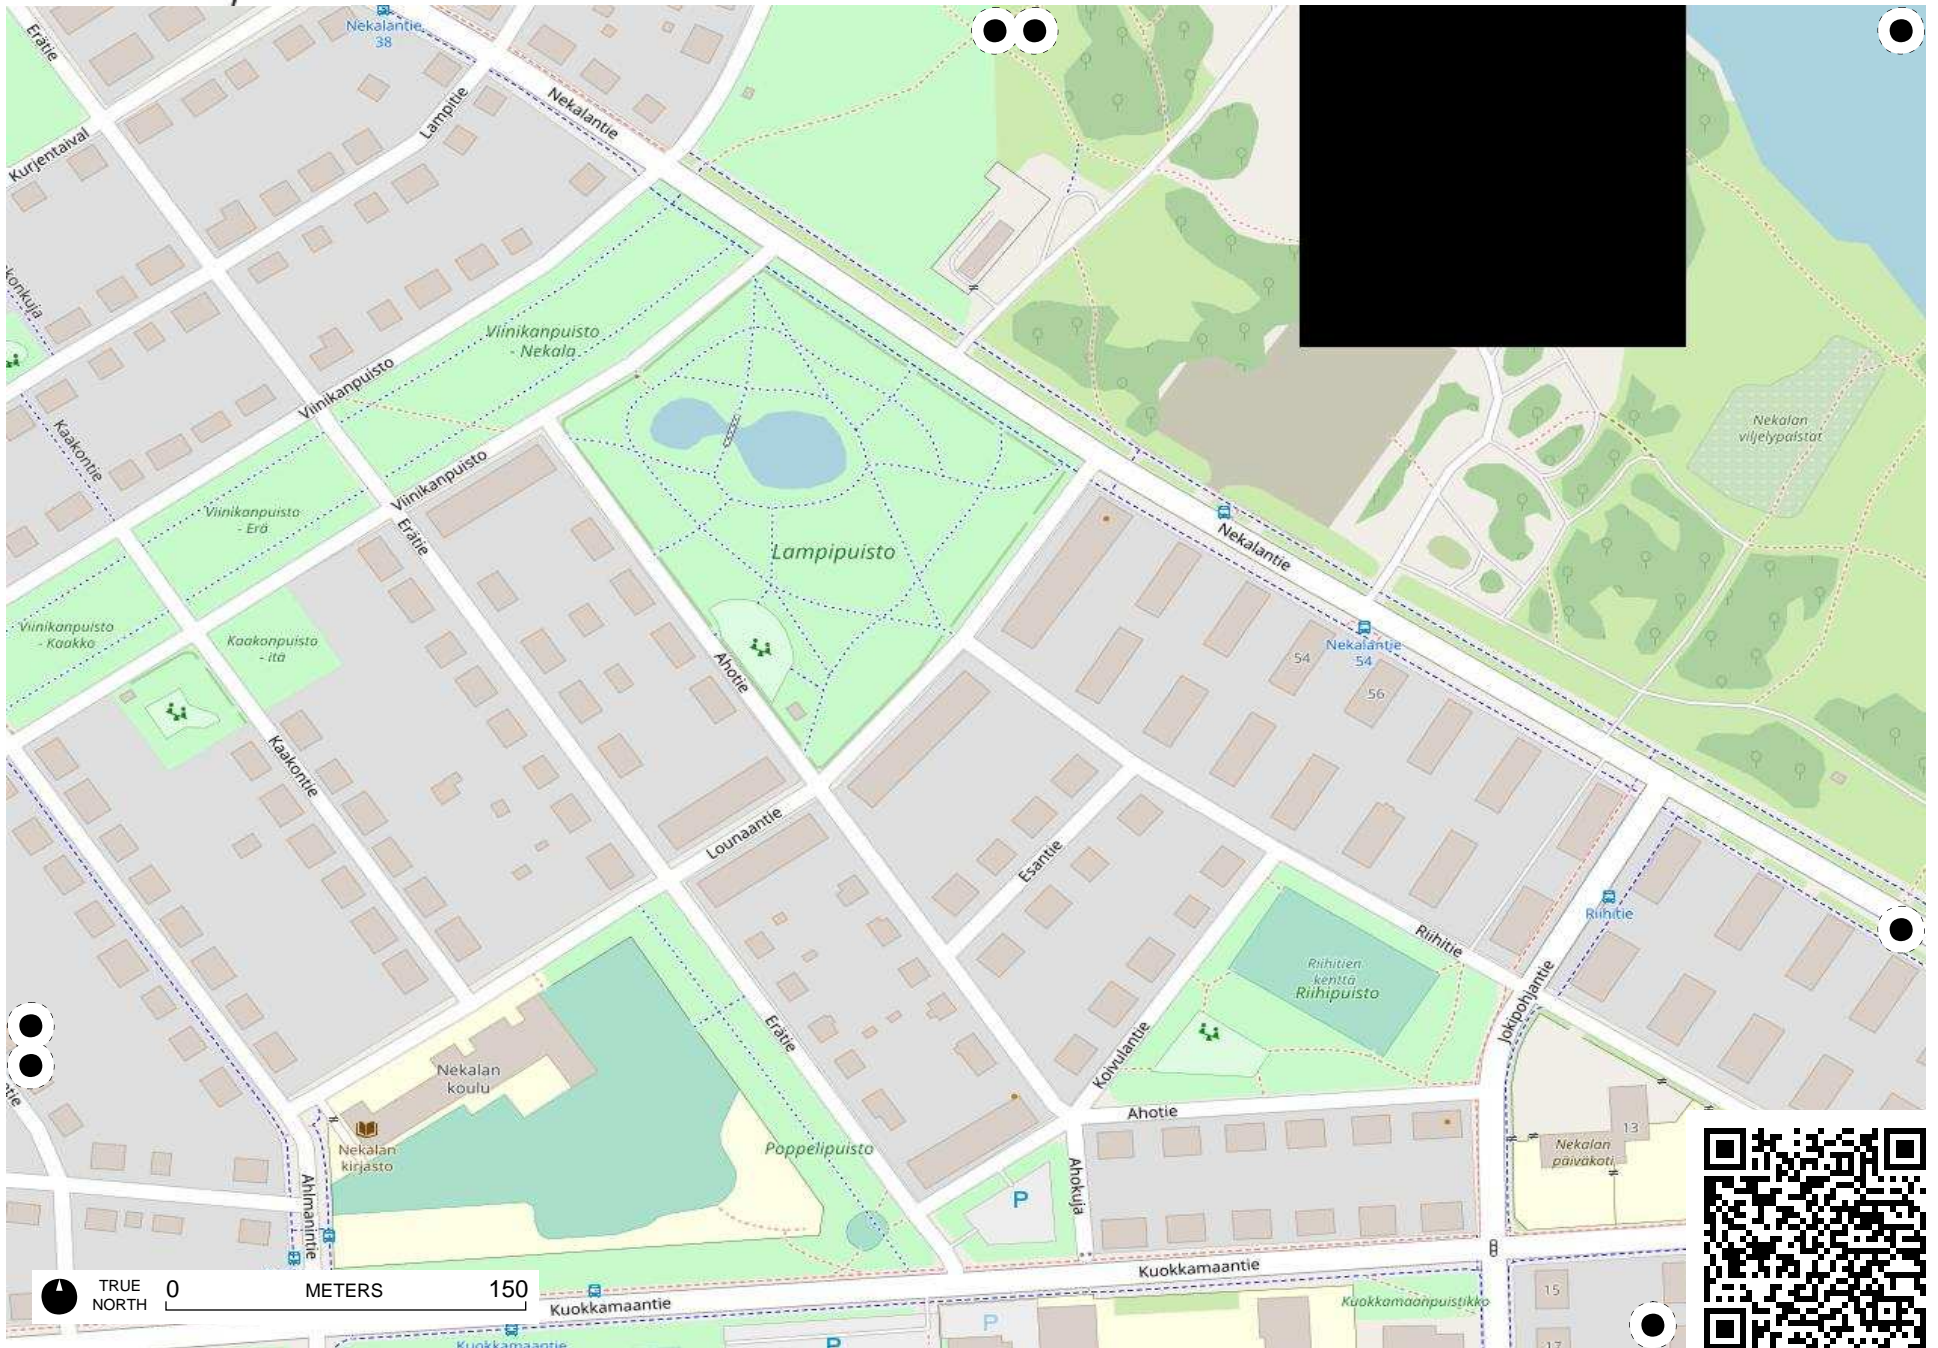 Nekalantie
38
Erätie
Nekalantie
Lampitie
Kurjentaival
konkuja
Viinikanpuisto
- Nekala
Viinikanpuisto
Kaakontie
Nekalan
viljelypalstat
Viinikanpuisto
Viinikanpuisto
- Erä
Erätie
Nekalantie
Lampipuisto
Viinikanpuisto
- Kaakko
Kaakonpuisto
- itä
Ahotie
54
Nekalantie
54
56
Kaakontie
Lounaantie
Esantie
Riihitie
Riihitie
Riihitien
kenttä
Riihipuisto
Jokipohjantie
Erätie
Koivulantie
Nekalan
koulu
Ahotie
13
Nekalan
kirjasto
Poppelipuisto
Nekalan
päiväkoti
Ahokuja
P
Ahlmanintie
Kuokkamaantie
TRUE
NORTH
0 METERS 150
Kuokkamaantie
15
Kuokkamaanpuistikko
P
P
Kuokkamaantie
17